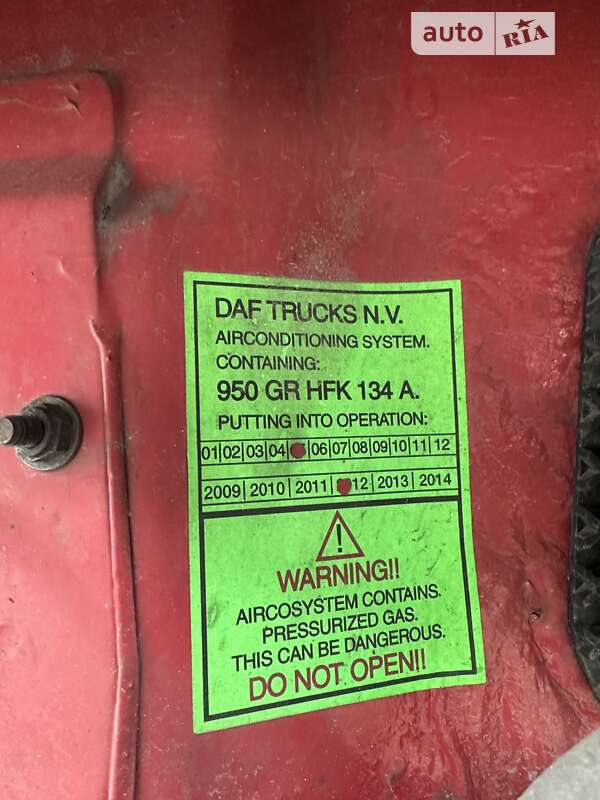 auto RIA
DAF TRUCKS N.V.
AIRCONDITIONING SYSTEM.
CONTAINING:
950 GR HFK 134 A.
PUTTING INTO OPERATION:
01|02|03|04| |06|07|08|09|10|11|12
2009|2010|2011| 12|2013|2014
!
WARNING!!
AIRCOSYSTEM CONTAINS.
PRESSURIZED GAS.
THIS CAN BE DANGEROUS.
DO NOT OPEN!!